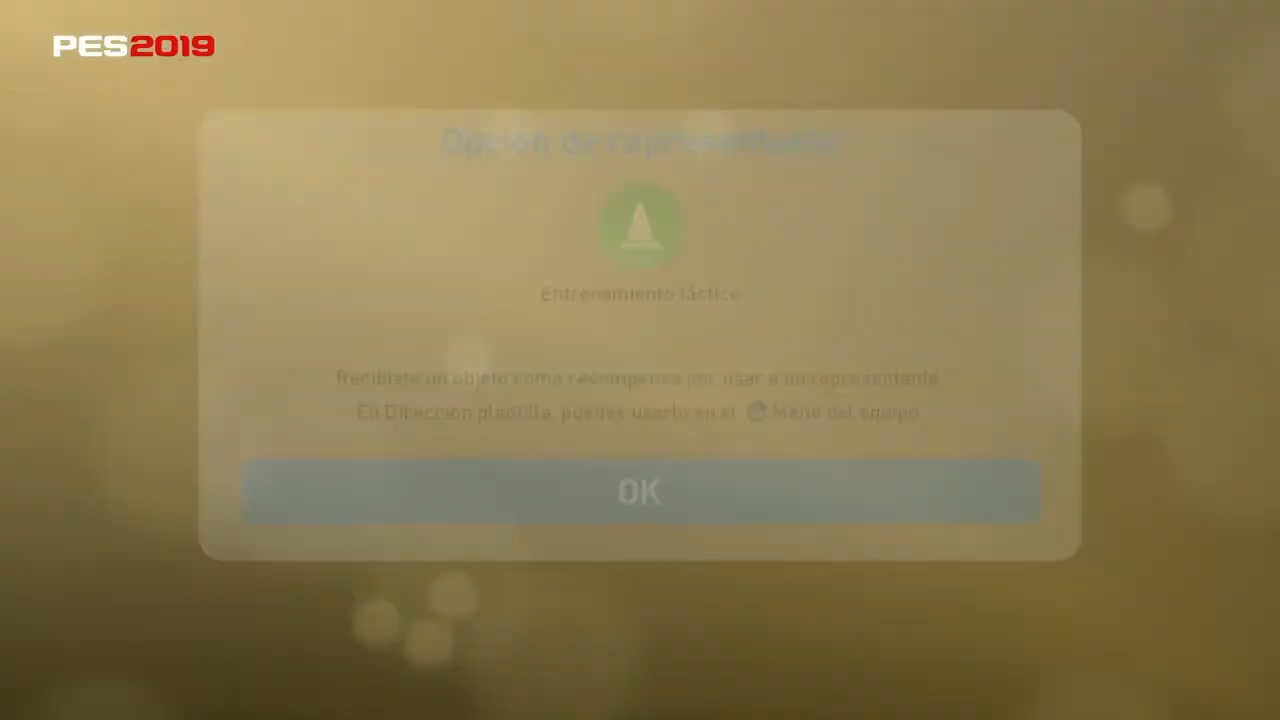 PES2019
Opción de representante
Entrenamiento táctico
Recibiste un objeto como recompensa por usar a un representante.
En Dirección plantilla, puedes usarlo en el Menú del equipo.
OK